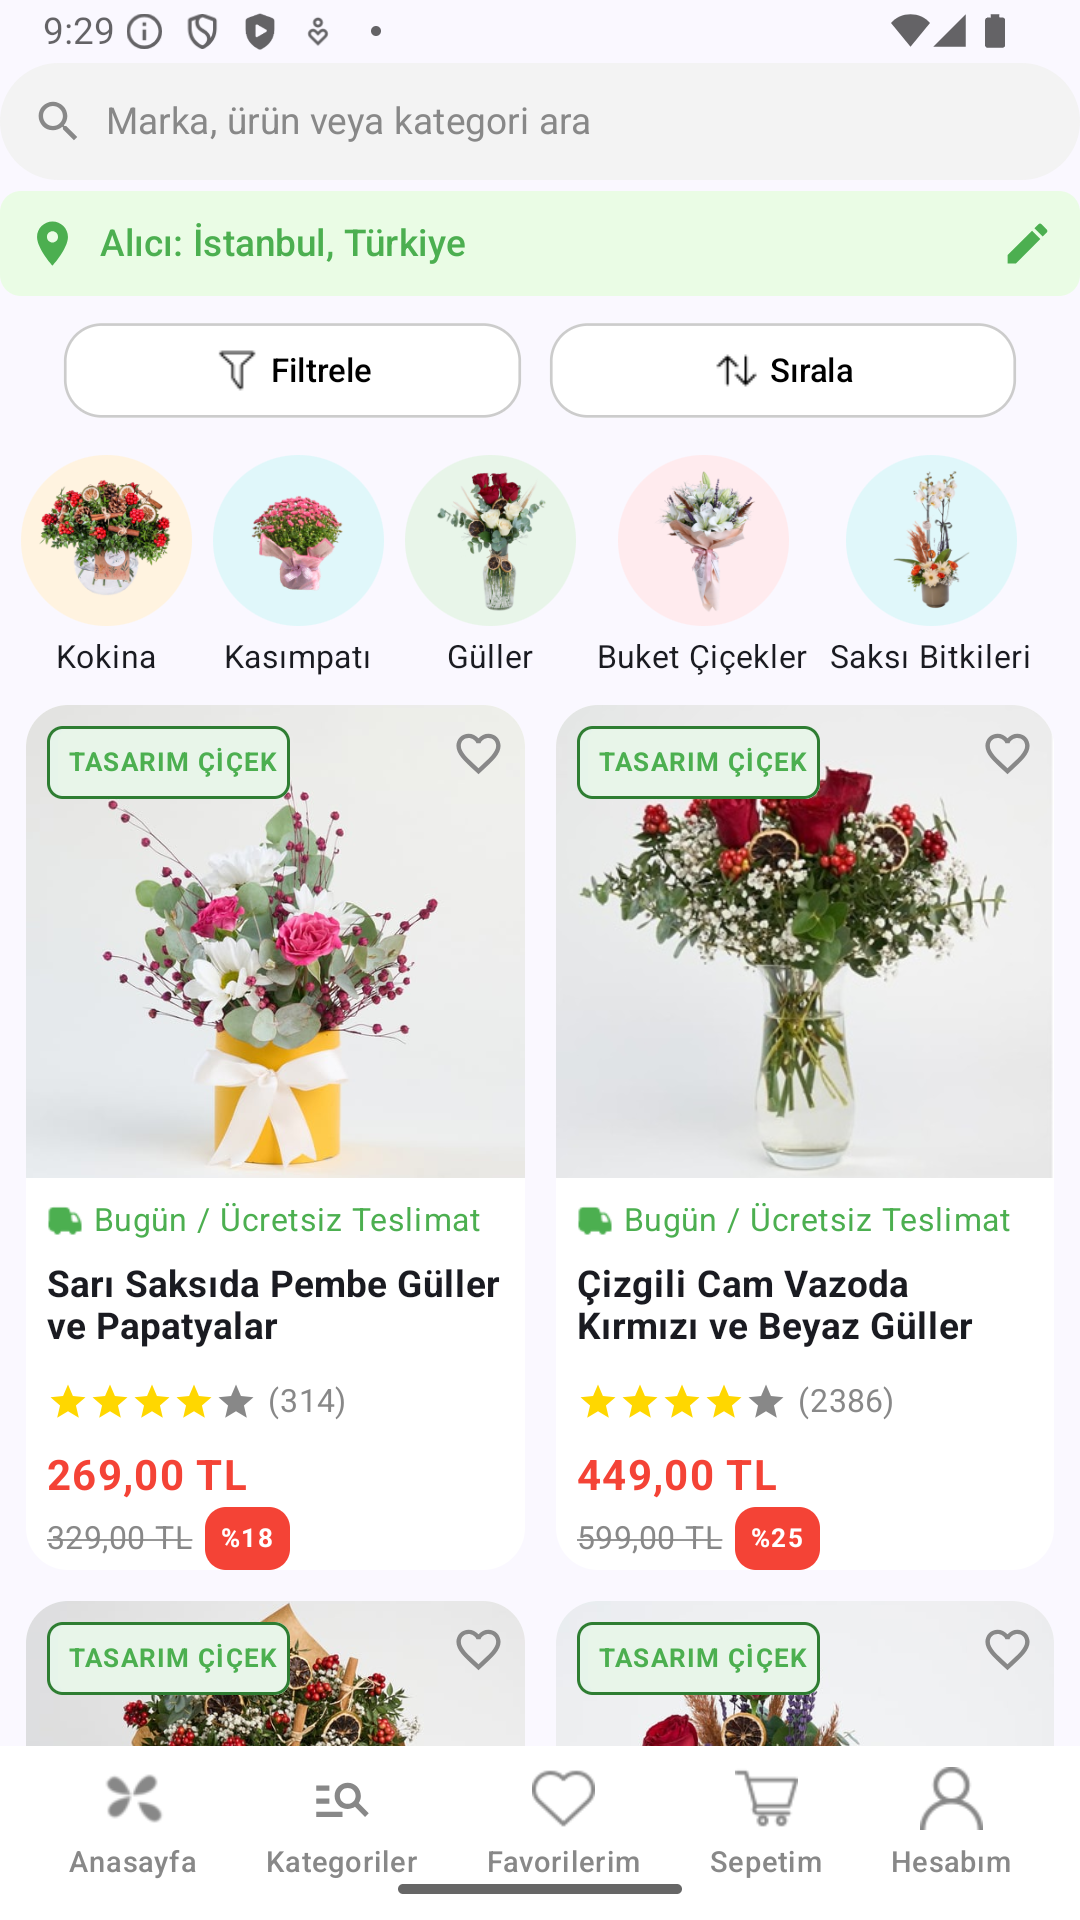 9:29
Marka, ürün veya kategori ara
Alıcı: İstanbul, Türkiye
Filtrele
Sırala
Kokina
Kasımpatı
Güller
Buket Çiçekler
Saksı Bitkileri
TASARIM ÇİÇEK
TASARIM ÇİÇEK
Bugün / Ücretsiz Teslimat
Sarı Saksıda Pembe Güller
ve Papatyalar
(314)
269,00 TL
329,00 TL
%18
Bugün / Ücretsiz Teslimat
Çizgili Cam Vazoda
Kırmızı ve Beyaz Güller
(2386)
449,00 TL
599,00 TL
%25
TASARIM ÇİÇEK
TASARIM ÇİÇEK
Anasayfa
Kategoriler
Favorilerim
Sepetim
Hesabım